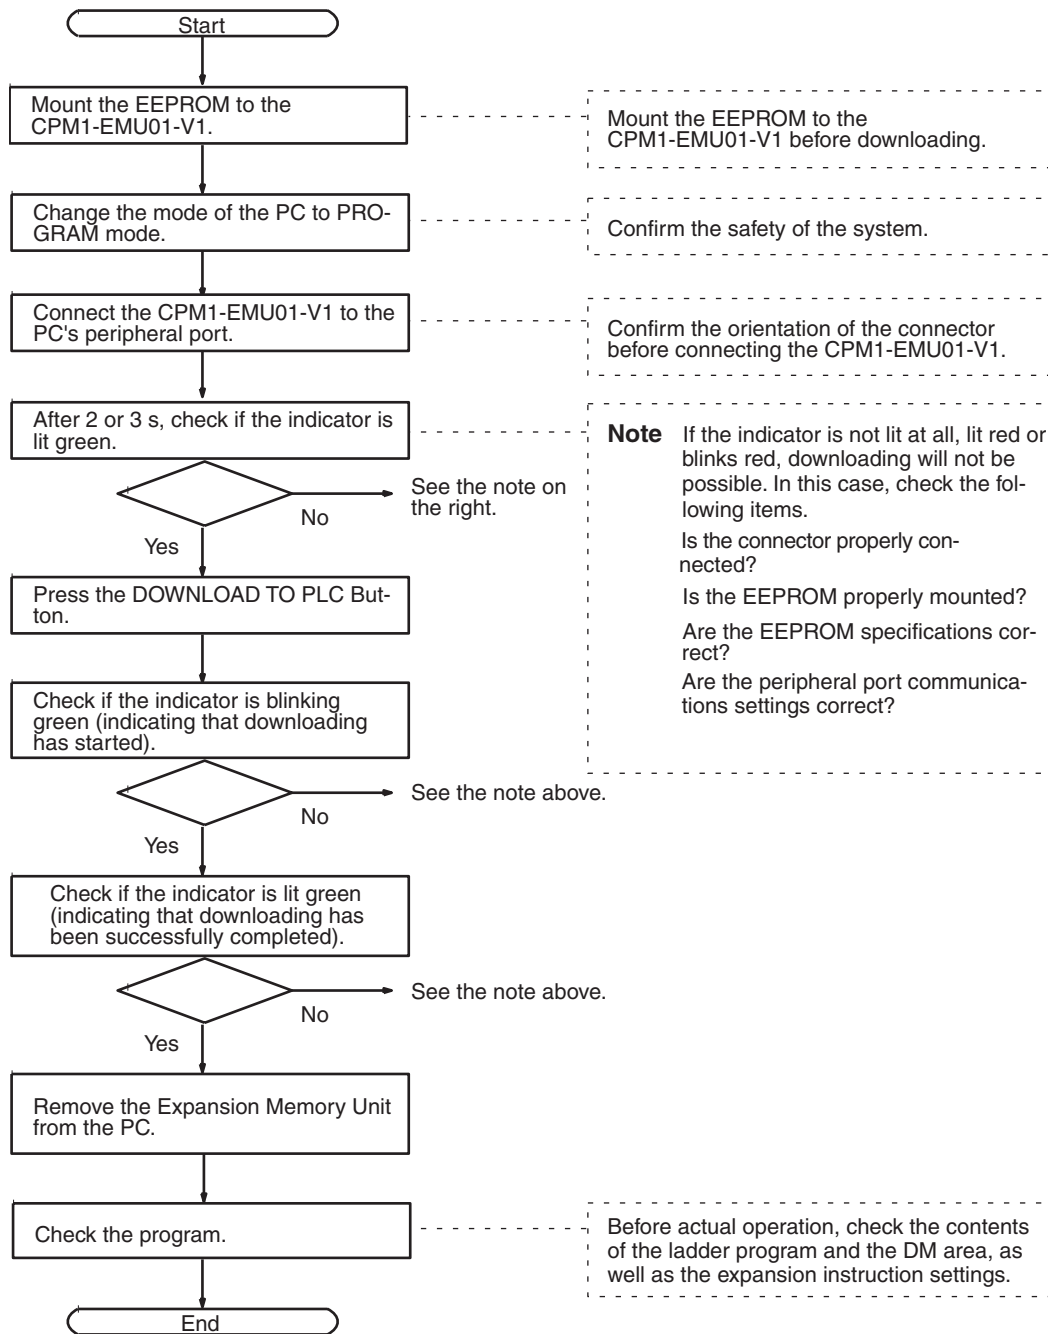 Start
Mount the EEPROM to the
CPM1-EMU01-V1.
Mount the EEPROM to the
CPM1-EMU01-V1 before downloading.
Change the mode of the PC to PRO-
GRAM mode.
Confirm the safety of the system.
Connect the CPM1-EMU01-V1 to the
PC's peripheral port.
Confirm the orientation of the connector
before connecting the CPM1-EMU01-V1.
After 2 or 3 s, check if the indicator is
lit green.
Note If the indicator is not lit at all, lit red or
blinks red, downloading will not be
possible. In this case, check the fol-
lowing items.
Is the connector properly con-
nected?
Is the EEPROM properly mounted?
Are the EEPROM specifications cor-
rect?
Are the peripheral port communica-
tions settings correct?
No
See the note on
the right.
Yes
Press the DOWNLOAD TO PLC But-
ton.
Check if the indicator is blinking
green (indicating that downloading
has started).
No
See the note above.
Yes
Check if the indicator is lit green
(indicating that downloading has
been successfully completed).
No
See the note above.
Yes
Remove the Expansion Memory Unit
from the PC.
Check the program.
Before actual operation, check the contents
of the ladder program and the DM area, as
well as the expansion instruction settings.
End